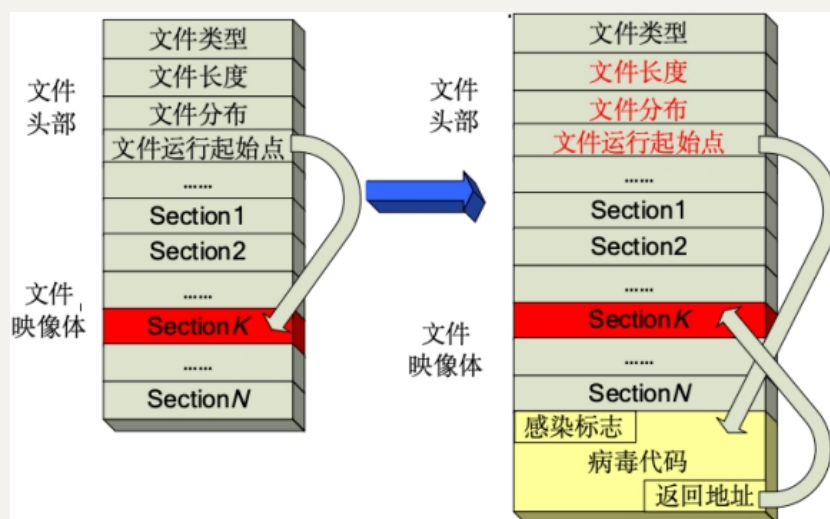 文件
头部
文件类型
文件长度
文件分布
文件运行起始点
......
Section1
Section2
......
文件
映像体
SectionK
......
SectionN
文件
头部
文件类型
文件长度
文件分布
文件运行起始点
......
Section1
Section2
......
文件
映像体
SectionK
......
SectionN
感染标志
病毒代码
返回地址